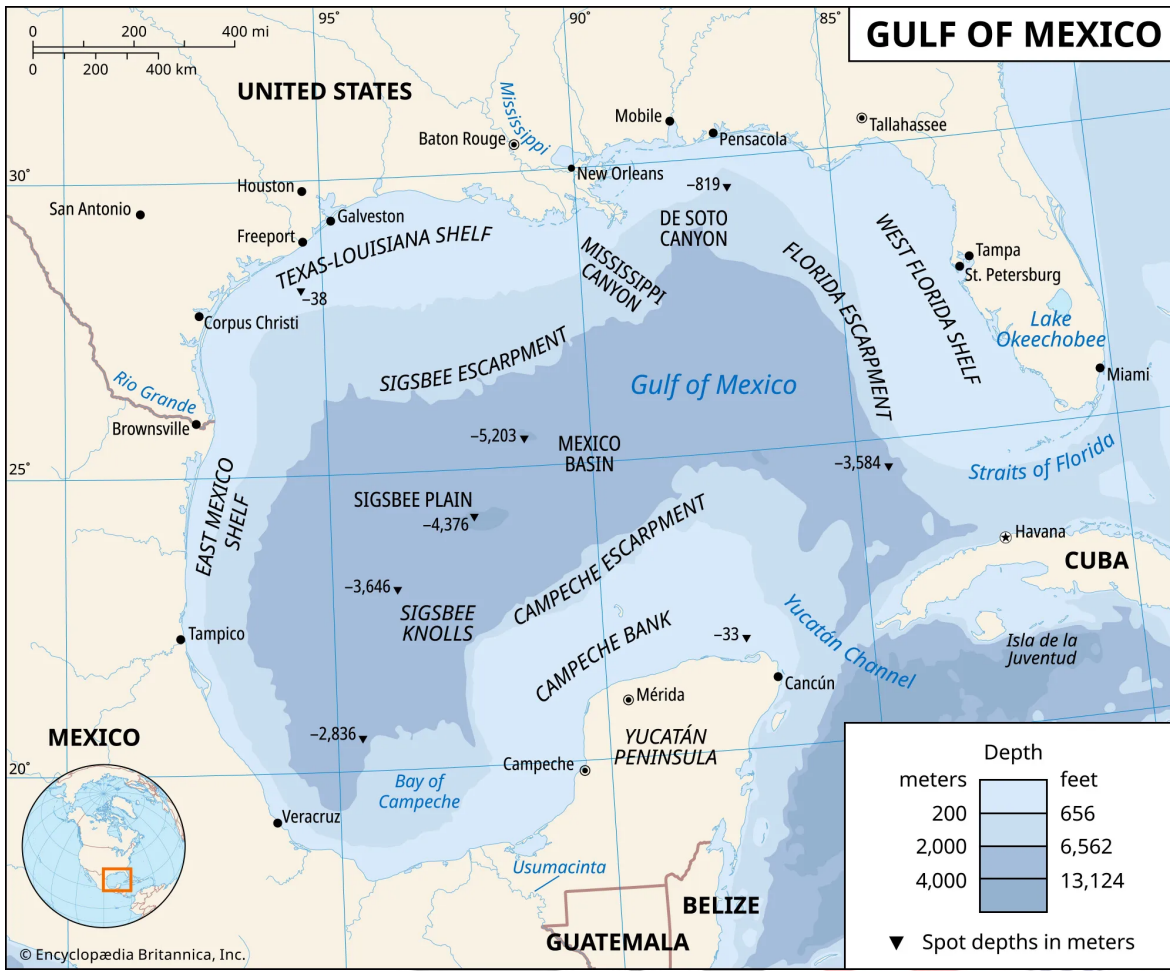 95°
90°
85°
GULF OF MEXICO
0
200
400 mi
0
200
400 km
UNITED STATES
Mississippi
Mobile
Pensacola
Tallahassee
Baton Rouge
New Orleans
30°
Houston
San Antonio
Galveston
Freeport
−819
DE SOTO
CANYON
TEXAS-LOUISIANA SHELF
MISSISSIPPI
CANYON
FLORIDA ESCARPMENT
WEST FLORIDA SHELF
Tampa
St. Petersburg
−38
Corpus Christi
Lake
Okeechobee
SIGSBEE ESCARPMENT
Gulf of Mexico
Miami
Rio Grande
Brownsville
−5,203
MEXICO
BASIN
−3,584
Straits of Florida
25°
EAST MEXICO
SHELF
SIGSBEE PLAIN
−4,376
CAMPECHE ESCARPMENT
Havana
CUBA
−3,646
SIGSBEE
KNOLLS
Yucatán Channel
Tampico
CAMPECHE BANK
−33
Isla de la
Juventud
Cancún
Mérida
−2,836
YUCATÁN
PENINSULA
MEXICO
Campeche
20°
Bay of
Campeche
Veracruz
Usumacinta
BELIZE
GUATEMALA
Depth
meters
feet
200
656
2,000
6,562
4,000
13,124
Spot depths in meters
© Encyclopædia Britannica, Inc.